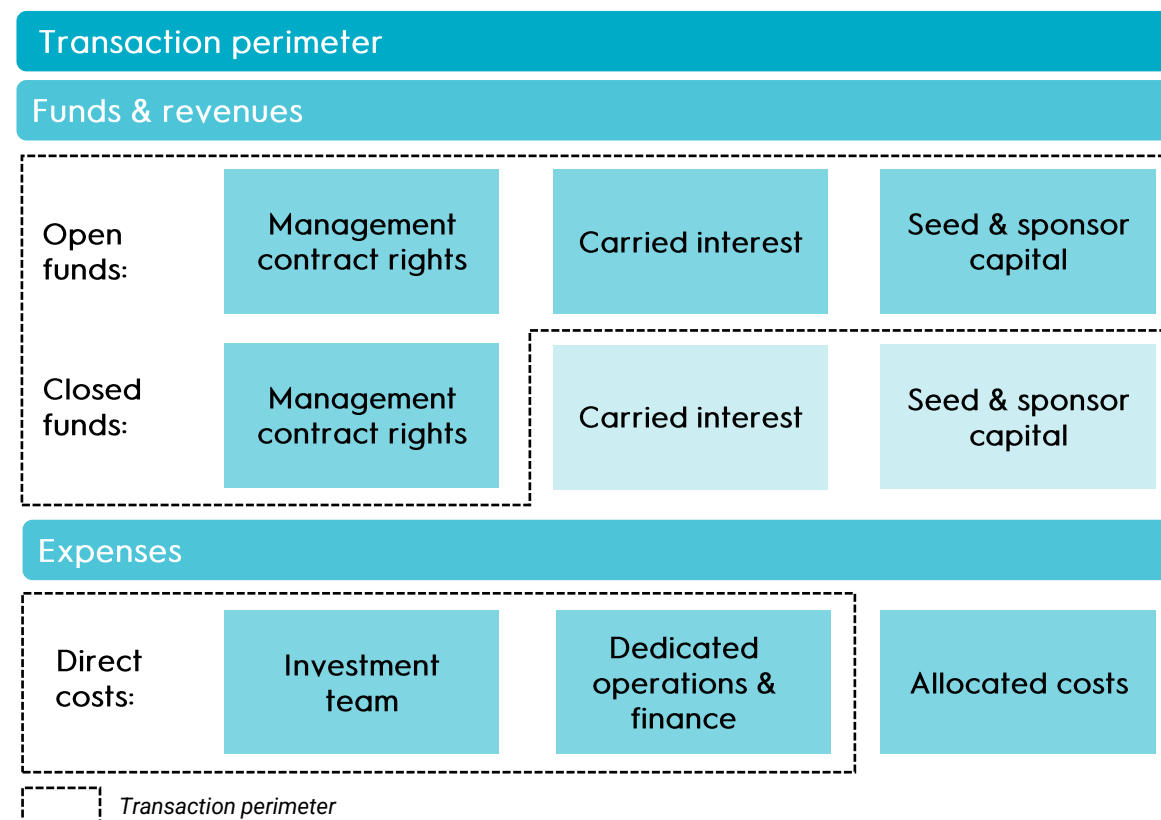 Transaction perimeter
Funds & revenues
Open
funds:
Management
contract rights
Carried interest
Seed & sponsor
capital
Closed
funds:
Management
contract rights
Carried interest
Seed & sponsor
capital
Expenses
Direct
costs:
Investment
team
Dedicated
operations &
finance
Allocated costs
Transaction perimeter